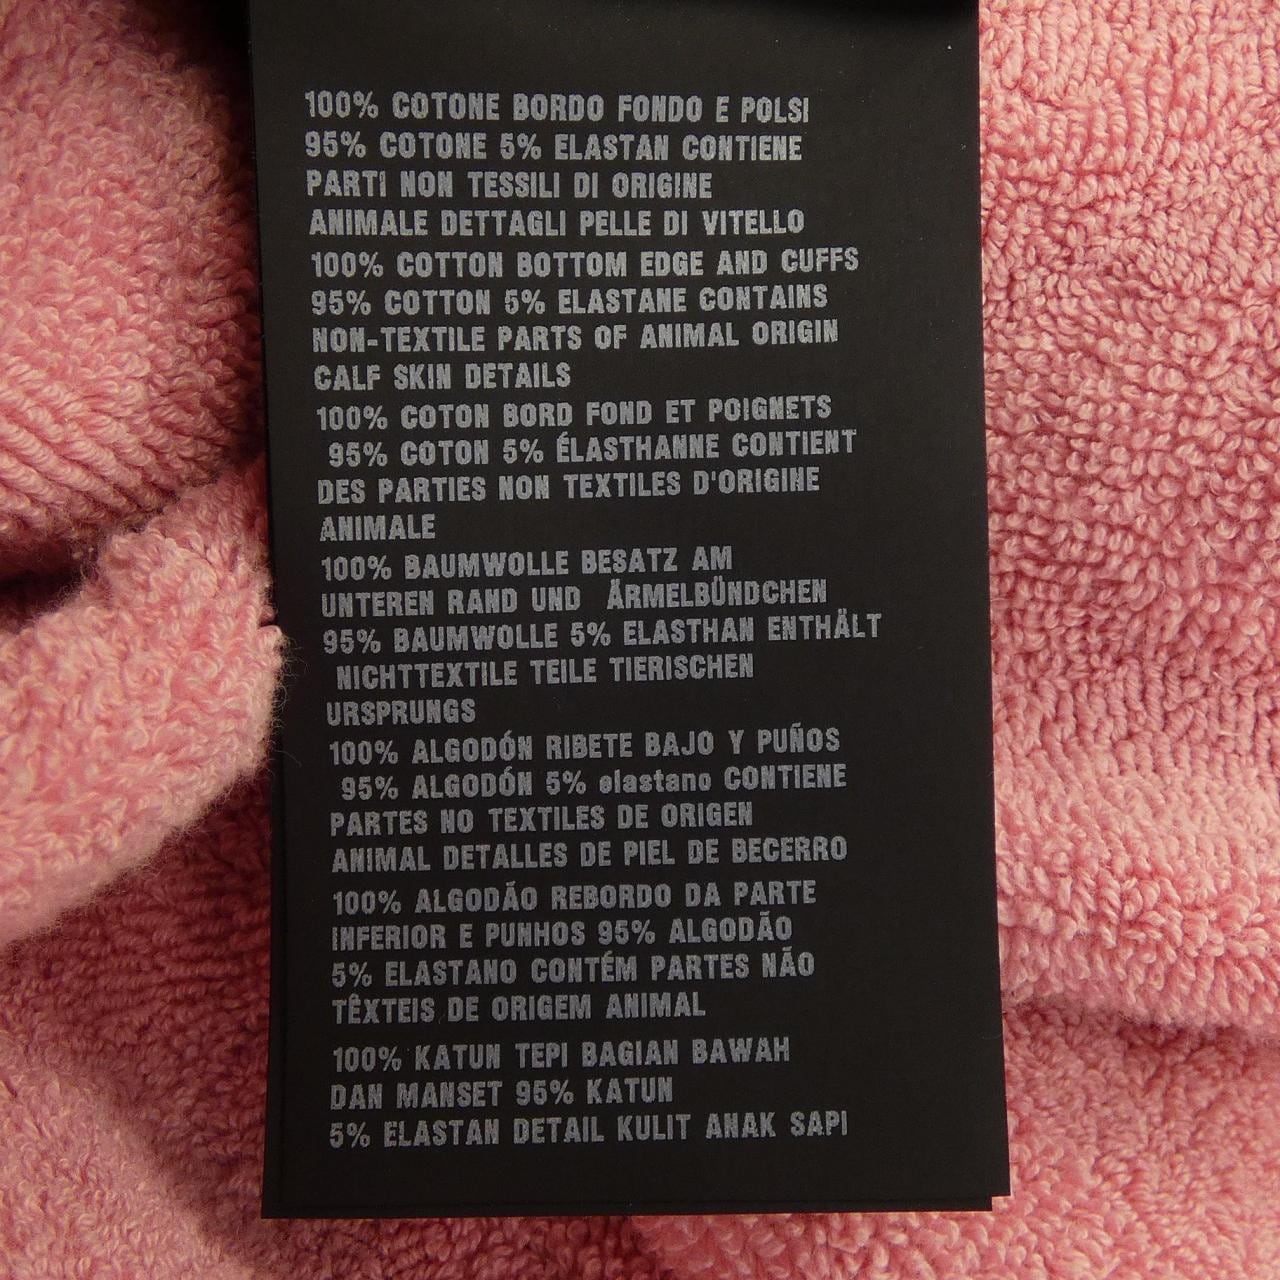 100% COTONE BORDO FONDO E POLSI
95% COTONE 5% ELASTAN CONTIENE
PARTI NON TESSILI DI ORIGINE
ANIMALE DETTAGLI PELLE DI VITELLO
100% COTTON BOTTOM EDGE AND CUFFS
95% COTTON 5% ELASTANE CONTAINS
NON-TEXTILE PARTS OF ANIMAL ORIGIN
CALF SKIN DETAILS
100% COTON BORD FOND ET POIGNETS
95% COTON 5% ÉLASTHANNE CONTIENT
DES PARTIES NON TEXTILES D'ORIGINE
ANIMALE
100% BAUMWOLLE BESATZ AM
UNTEREN RAND UND ÄRMELBÜNDCHEN
95% BAUMWOLLE 5% ELASTHAN ENTHÄLT
NICHTTEXTILE TEILE TIERISCHEN
URSPRUNGS
100% ALGODÓN RIBETE BAJO Y PUÑOS
95% ALGODÓN 5% elastano CONTIENE
PARTES NO TEXTILES DE ORIGEN
ANIMAL DETALLES DE PIEL DE BECERRO
100% ALGODÃO REBORDO DA PARTE
INFERIOR E PUNHOS 95% ALGODÃO
5% ELASTANO CONTÉM PARTES NÃO
TÊXTEIS DE ORIGEM ANIMAL
100% KATUN TEPI BAGIAN BAWAH
DAN MANSET 95% KATUN
5% ELASTAN DETAIL KULIT ANAK SAPI